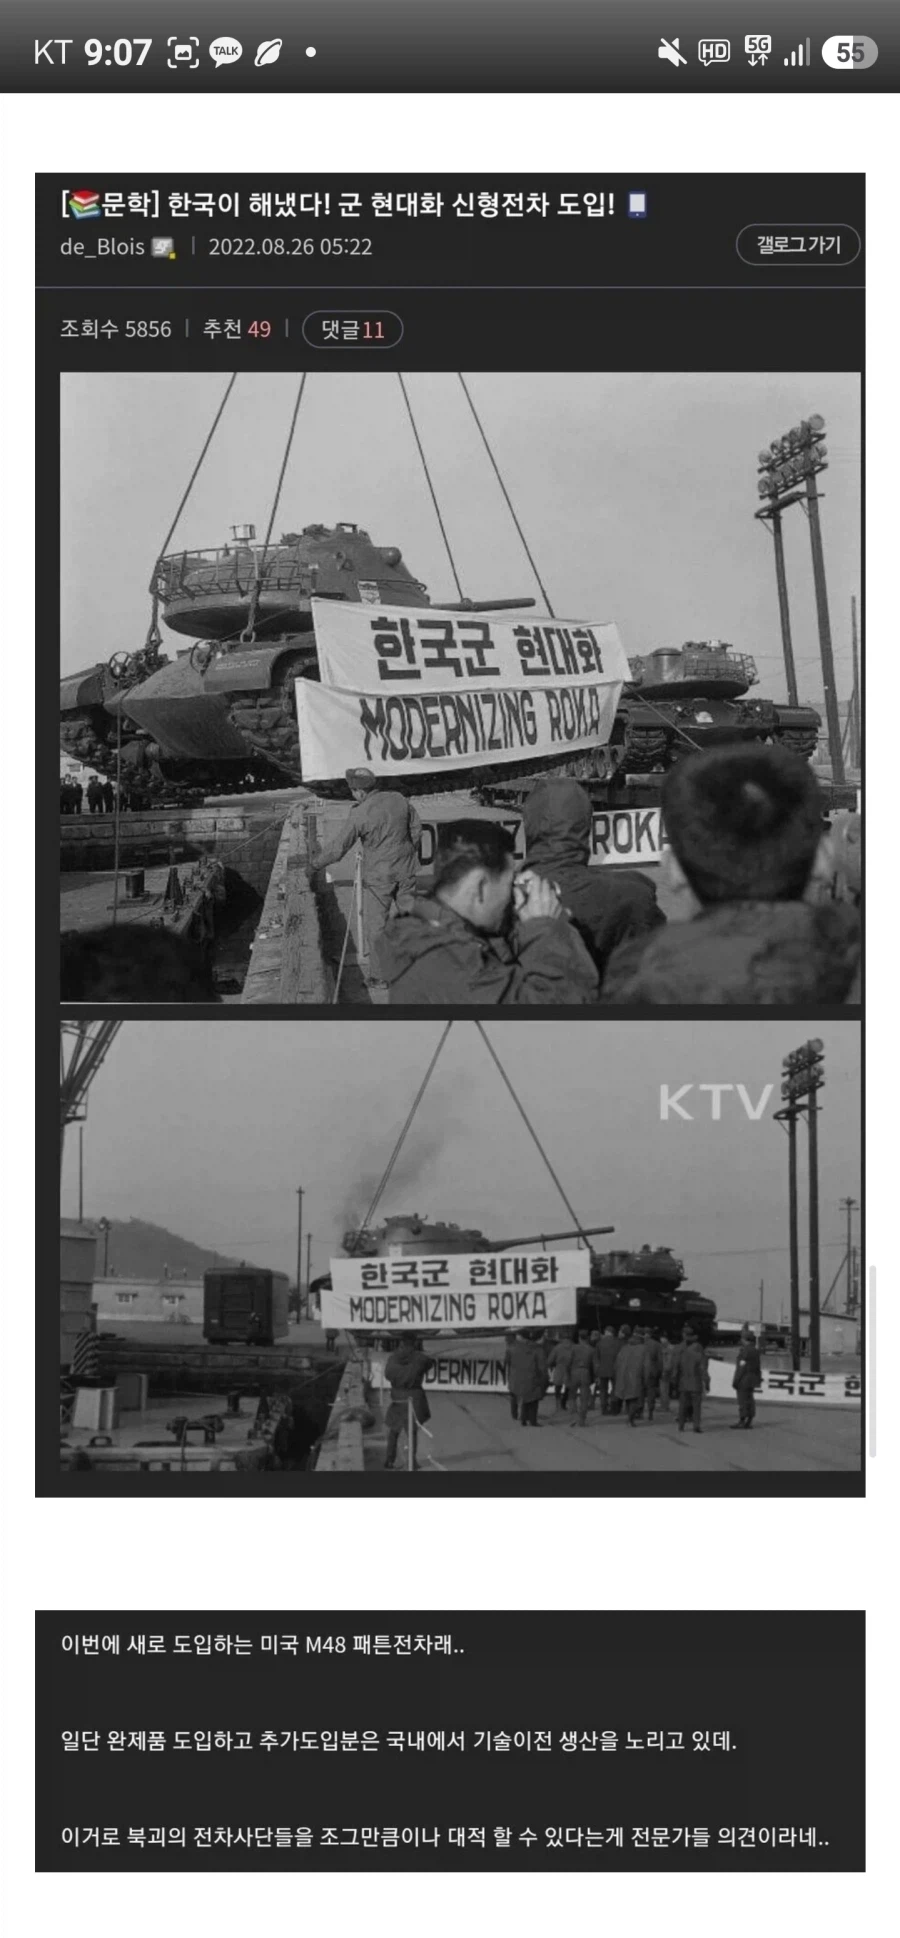 KT 9:07 TALK HD 5G 55
[📚문학] 한국이 해냈다! 군 현대화 신형전차 도입!
de_Blois | 2022.08.26 05:22
갤로그 가기
조회수 5856 | 추천 49 | 댓글 11
한국군 현대화
MODERNIZING ROKA
ROKA
KTV
한국군 현대화
MODERNIZING ROKA
DERNIZIN
국군 현
이번에 새로 도입하는 미국 M48 패튼전차래..
일단 완제품 도입하고 추가도입분은 국내에서 기술이전 생산을 노리고 있데.
이거로 북괴의 전차사단들을 조그만큼이나 대적 할 수 있다는게 전문가들 의견이라네..